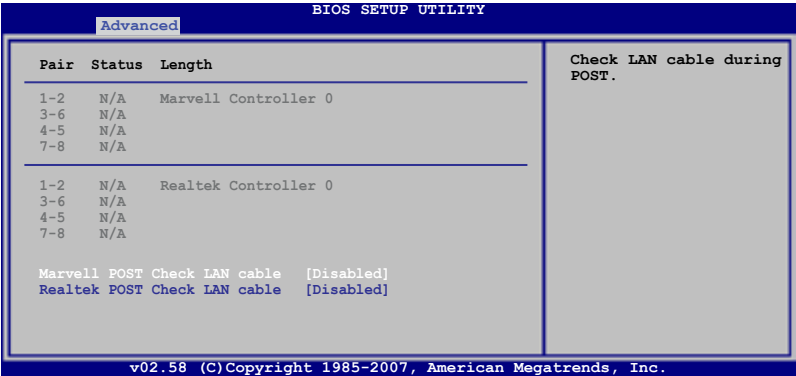 BIOS SETUP UTILITY
Advanced
Pair Status Length
1-2 N/A Marvell Controller 0
3-6 N/A
4-5 N/A
7-8 N/A
1-2 N/A Realtek Controller 0
3-6 N/A
4-5 N/A
7-8 N/A
Marvell POST Check LAN cable [Disabled]
Realtek POST Check LAN cable [Disabled]
Check LAN cable during
POST.
v02.58 (C)Copyright 1985-2007, American Megatrends, Inc.